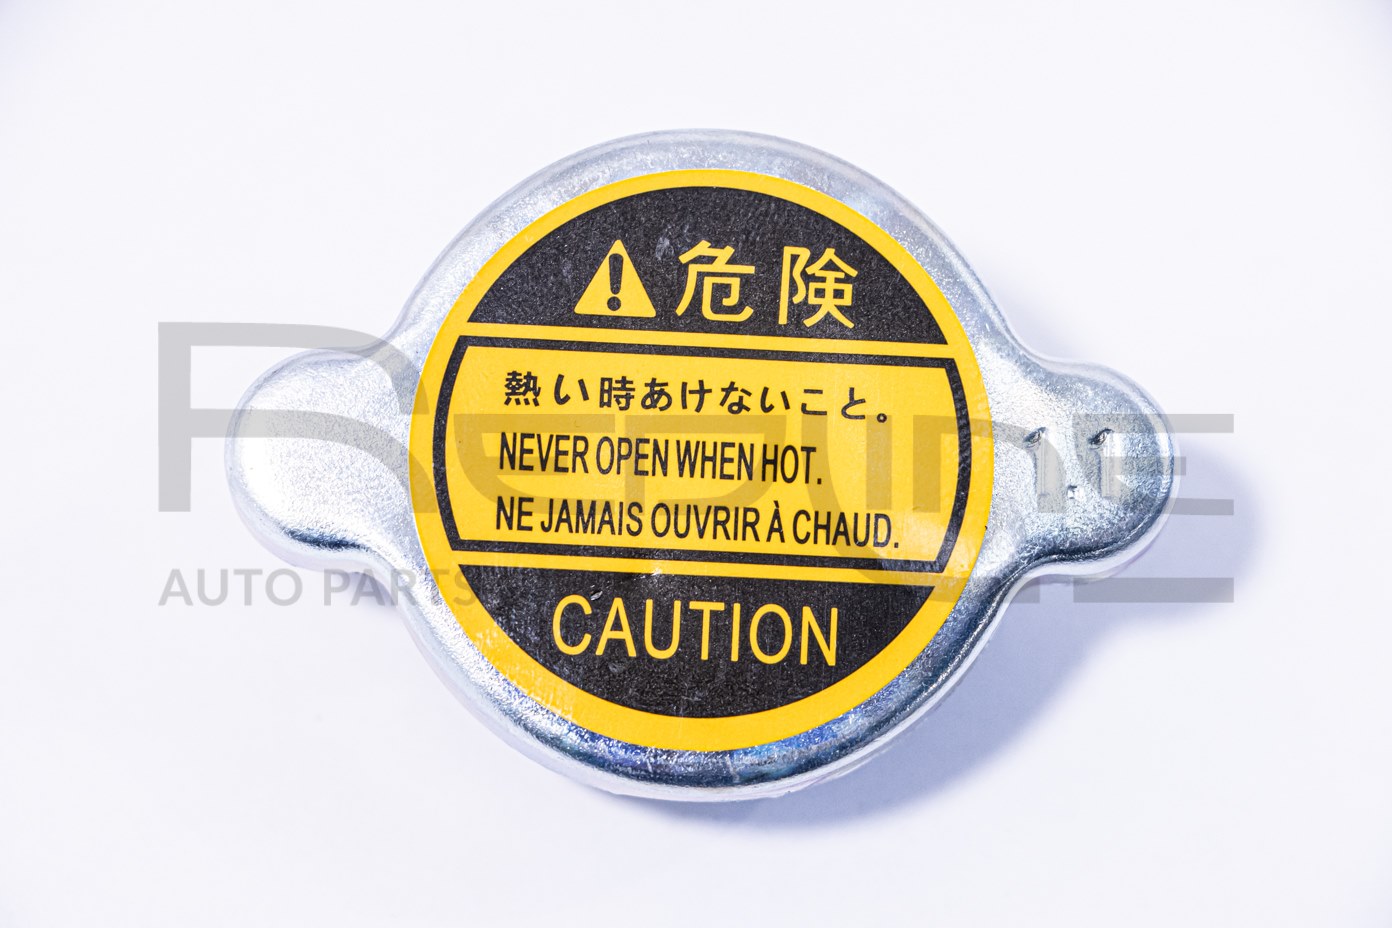 危険
熱い時あけないこと。
NEVER OPEN WHEN HOT.
NE JAMAIS OUVRIR À CHAUD.
CAUTION
REDLINE
AUTO PARTS